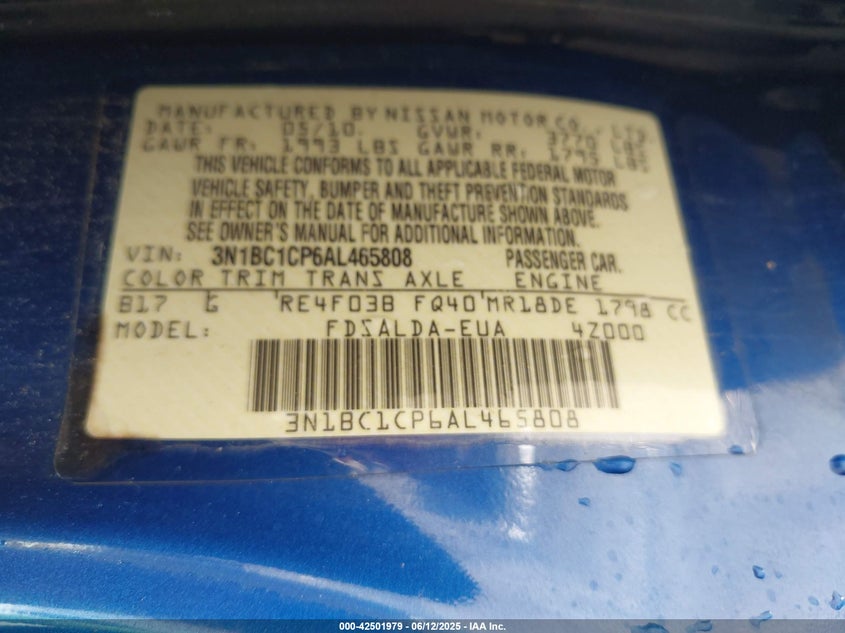 MANUFACTURED BY NISSAN MOTOR CO., LTD.
DATE: 05/10. GVWR: 3770 LBS
GAWR FR: 1993 LBS GAWR RR: 1795 LBS
THIS VEHICLE CONFORMS TO ALL APPLICABLE FEDERAL MOTOR
VEHICLE SAFETY, BUMPER AND THEFT PREVENTION STANDARDS
IN EFFECT ON THE DATE OF MANUFACTURE SHOWN ABOVE.
SEE OWNER'S MANUAL FOR ADDITIONAL INFORMATION.
VIN: 3N1BC1CP6AL465808 PASSENGER CAR.
COLOR TRIM TRANS AXLE ENGINE
B17 G RE4F03B FQ40 MR18DE 1798 CC
MODEL: FDSALDA-EUA 4Z000
3N1BC1CP6AL465808
000-42501979 - 06/12/2025 - IAA Inc.